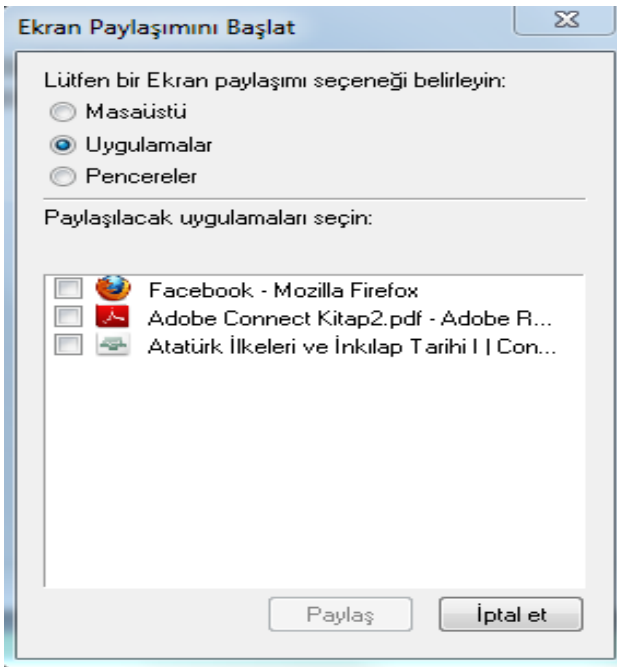 Ekran Paylaşımını Başlat
Lütfen bir Ekran paylaşımı seçeneği belirleyin:
Masaüstü
Uygulamalar
Pencereler
Paylaşılacak uygulamaları seçin:
Facebook - Mozilla Firefox
Adobe Connect Kitap2.pdf - Adobe R...
Atatürk İlkeleri ve İnkılap Tarihi I | Con...
Paylaş İptal et